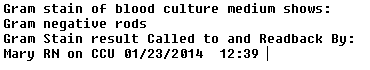 Gram stain of blood culture medium shows:
Gram negative rods
Gram Stain result Called to and Readback By:
Mary RN on CCU 01/23/2014  12:39